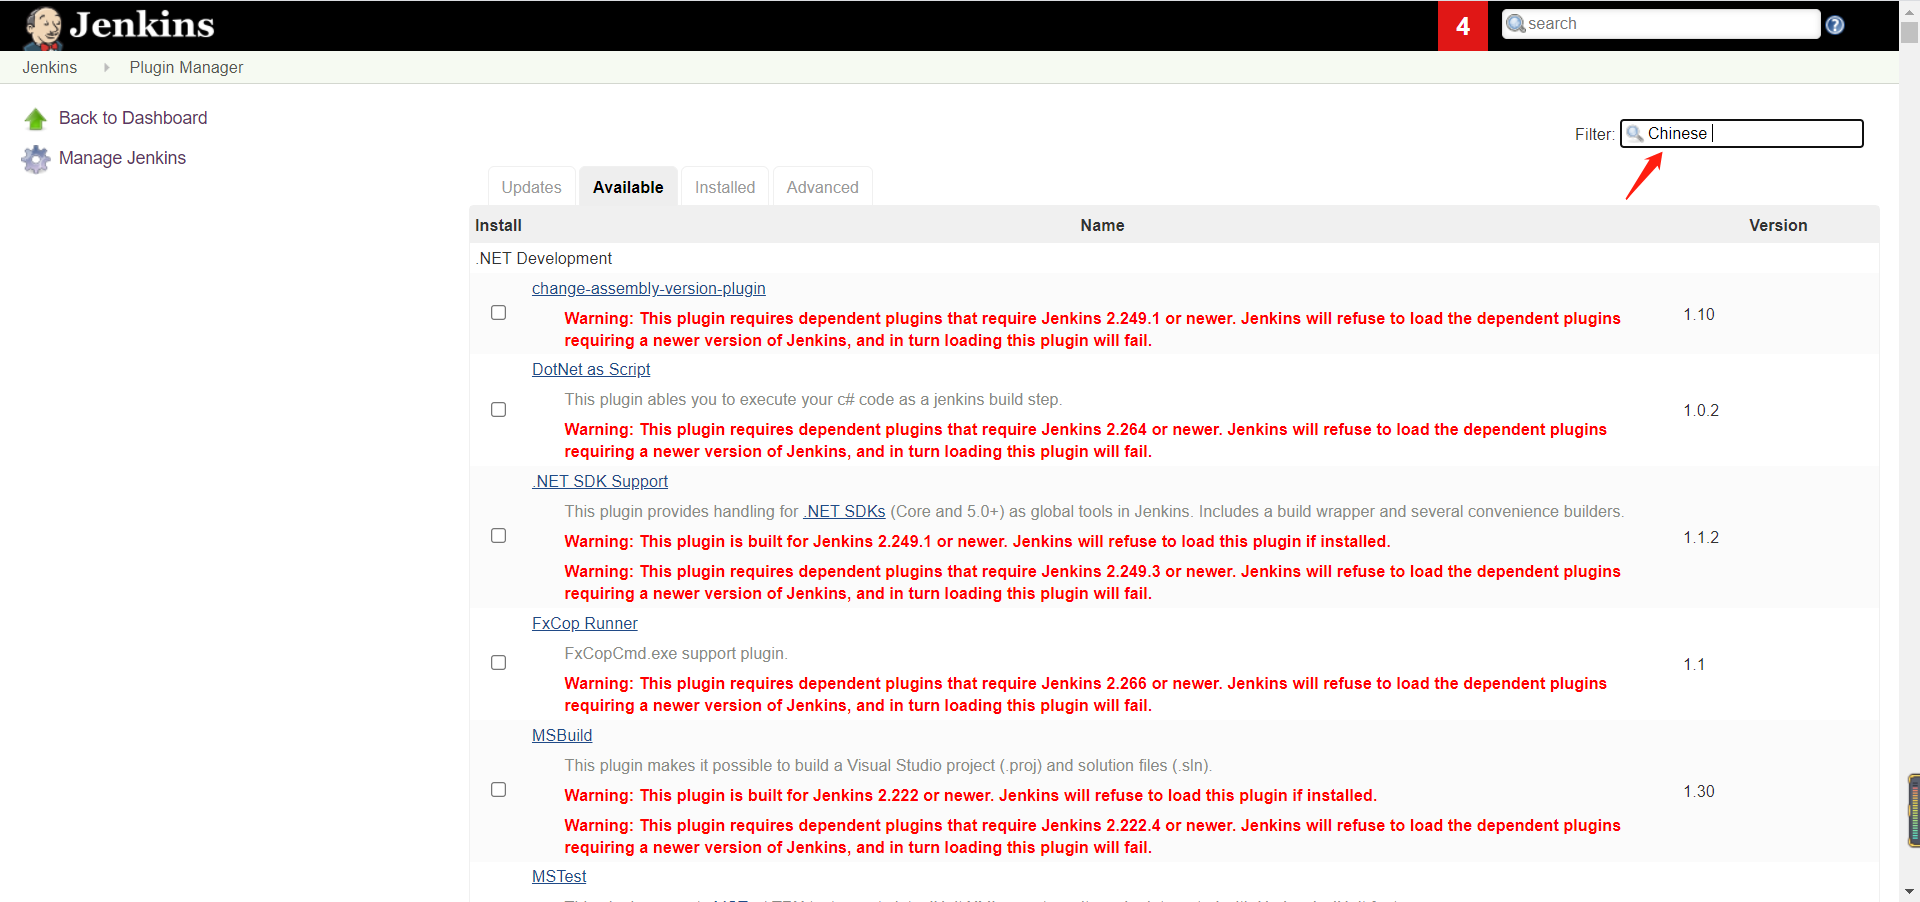 Jenkins
4
search
?
Jenkins
Plugin Manager
Back to Dashboard
Manage Jenkins
Filter: Chinese
Updates
Available
Installed
Advanced
Install
Name
Version
.NET Development
change-assembly-version-plugin
Warning: This plugin requires dependent plugins that require Jenkins 2.249.1 or newer. Jenkins will refuse to load the dependent plugins
requiring a newer version of Jenkins, and in turn loading this plugin will fail.
1.10
DotNet as Script
This plugin ables you to execute your c# code as a jenkins build step.
Warning: This plugin requires dependent plugins that require Jenkins 2.264 or newer. Jenkins will refuse to load the dependent plugins
requiring a newer version of Jenkins, and in turn loading this plugin will fail.
1.0.2
.NET SDK Support
This plugin provides handling for .NET SDKs (Core and 5.0+) as global tools in Jenkins. Includes a build wrapper and several convenience builders.
Warning: This plugin is built for Jenkins 2.249.1 or newer. Jenkins will refuse to load this plugin if installed.
Warning: This plugin requires dependent plugins that require Jenkins 2.249.3 or newer. Jenkins will refuse to load the dependent plugins
requiring a newer version of Jenkins, and in turn loading this plugin will fail.
1.1.2
FxCop Runner
FxCopCmd.exe support plugin.
Warning: This plugin requires dependent plugins that require Jenkins 2.266 or newer. Jenkins will refuse to load the dependent plugins
requiring a newer version of Jenkins, and in turn loading this plugin will fail.
1.1
MSBuild
This plugin makes it possible to build a Visual Studio project (.proj) and solution files (.sln).
Warning: This plugin is built for Jenkins 2.222 or newer. Jenkins will refuse to load this plugin if installed.
Warning: This plugin requires dependent plugins that require Jenkins 2.222.4 or newer. Jenkins will refuse to load the dependent plugins
requiring a newer version of Jenkins, and in turn loading this plugin will fail.
1.30
MSTest